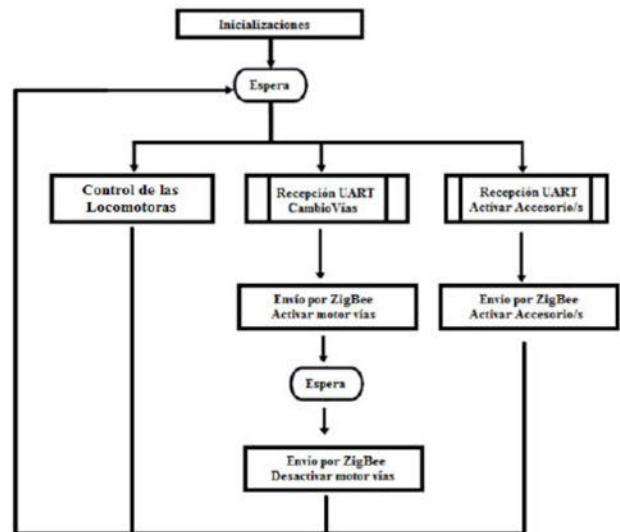 Inicializaciones
Espera
Control de las
Locomotoras
Recepción UART
CambioVías
Recepción UART
Activar Accesorio/s
Envío por ZigBee
Activar motor vías
Envío por ZigBee
Activar Accesorio/s
Espera
Envío por ZigBee
Desactivar motor vías